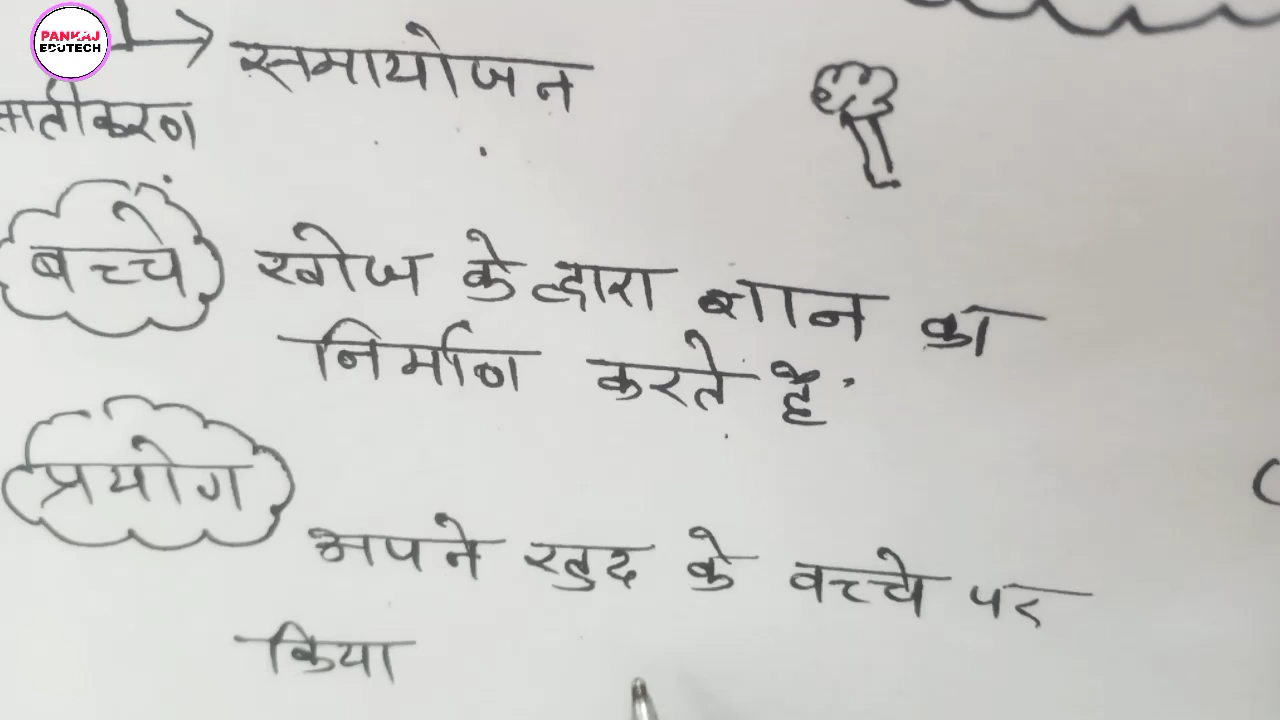 PANKAJ
EDUTECH
समायोजन
बच्चें
खोज के द्वारा ज्ञान का
निर्माण करते हैं
प्रयोग
अपने खुद के बच्चे पर
किया